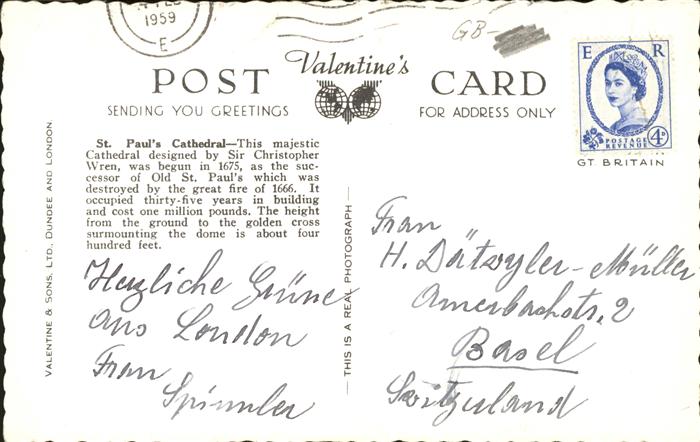 4 FEB
1959
E
GB-
Valentine's
POST CARD
SENDING YOU GREETINGS
FOR ADDRESS ONLY
E R
POSTAGE
REVENUE
4D
GT. BRITAIN
St. Paul's Cathedral—This majestic
Cathedral designed by Sir Christopher
Wren, was begun in 1675, as the suc-
cessor of Old St. Paul's which was
destroyed by the great fire of 1666. It
occupied thirty-five years in building
and cost one million pounds. The height
from the ground to the golden cross
surmounting the dome is about four
hundred feet.
VALENTINE & SONS, LTD., DUNDEE AND LONDON.
— THIS IS A REAL PHOTOGRAPH —
Herzliche Grüsse
aus London
Frau
Spinnler
Frau
H. Dätwyler-Müller
Amerbachstr. 2
Basel
Switzerland